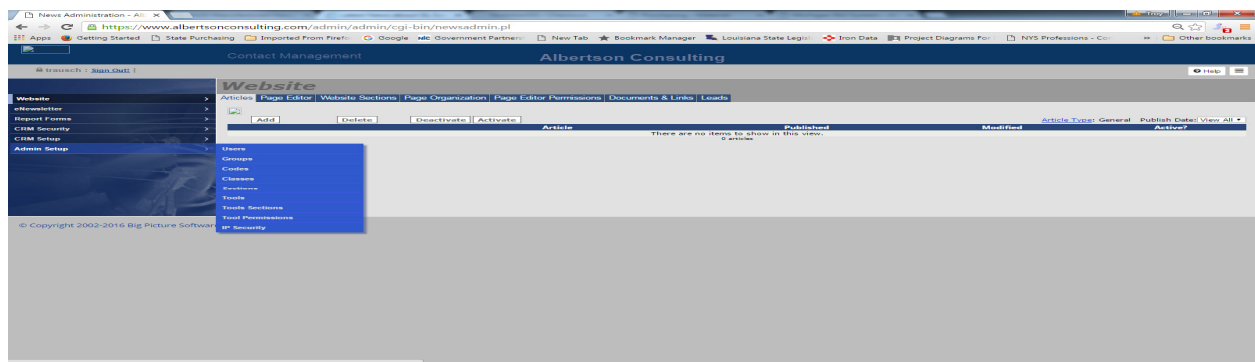 News Administration - Alb
Troy
https://www.albertsonconsulting.com/admin/admin/cgi-bin/newsadmin.pl
Apps Getting Started State Purchasing Imported From Firefo Google Government Partners New Tab Bookmark Manager Louisiana State Legisl Iron Data Project Diagrams For NYS Professions - Cor » Other bookmarks
Contact Management Albertson Consulting
trausch : Sign Out! : Help
Website
Articles Page Editor Website Sections Page Organization Page Editor Permissions Documents & Links Leads
Website >
eNewsletter >
Report Forms >
CRM Security >
CRM Setup >
Admin Setup >
Add Delete Deactivate Activate Article Type: General Publish Date: View All
Article Published Modified Active?
There are no items to show in this view.
0 articles
Users
Groups
Codes
Classes
Sections
Tools
Tools Sections
Tool Permissions
IP Security
© Copyright 2002-2016 Big Picture Softwar